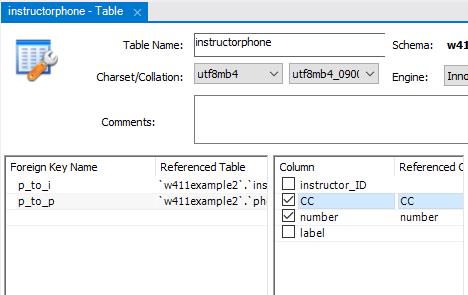 instructorphone - Table ×
Table Name: instructorphone Schema: w41
Charset/Collation: utf8mb4 utf8mb4_090 Engine: Inno
Comments:
Foreign Key Name Referenced Table Column Referenced C
p_to_i `w411example2`.`ins instructor_ID
p_to_p `w411example2`.`ph CC CC
number number
label